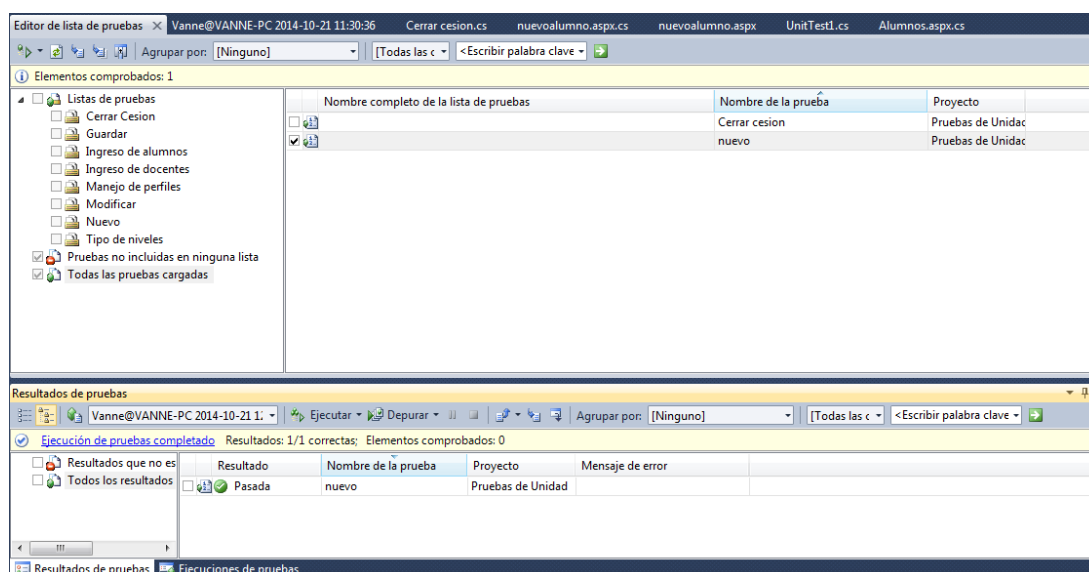 Editor de lista de pruebas Vanne@VANNE-PC 2014-10-21 11:30:36 Cerrar cesion.cs nuevoalumno.aspx.cs nuevoalumno.aspx UnitTest1.cs Alumnos.aspx.cs
Agrupar por: [Ninguno] [Todas las c <Escribir palabra clave
Elementos comprobados: 1
Listas de pruebas
Cerrar Cesion
Guardar
Ingreso de alumnos
Ingreso de docentes
Manejo de perfiles
Modificar
Nuevo
Tipo de niveles
Pruebas no incluidas en ninguna lista
Todas las pruebas cargadas
Nombre completo de la lista de pruebas Nombre de la prueba Proyecto
Cerrar cesion Pruebas de Unidad
nuevo Pruebas de Unidad
Resultados de pruebas
Vanne@VANNE-PC 2014-10-21 1: Ejecutar Depurar Agrupar por: [Ninguno] [Todas las c <Escribir palabra clave
Ejecución de pruebas completado Resultados: 1/1 correctas; Elementos comprobados: 0
Resultados que no es
Todos los resultados
Resultado Nombre de la prueba Proyecto Mensaje de error
Pasada nuevo Pruebas de Unidad
Resultados de pruebas Ejecuciones de pruebas